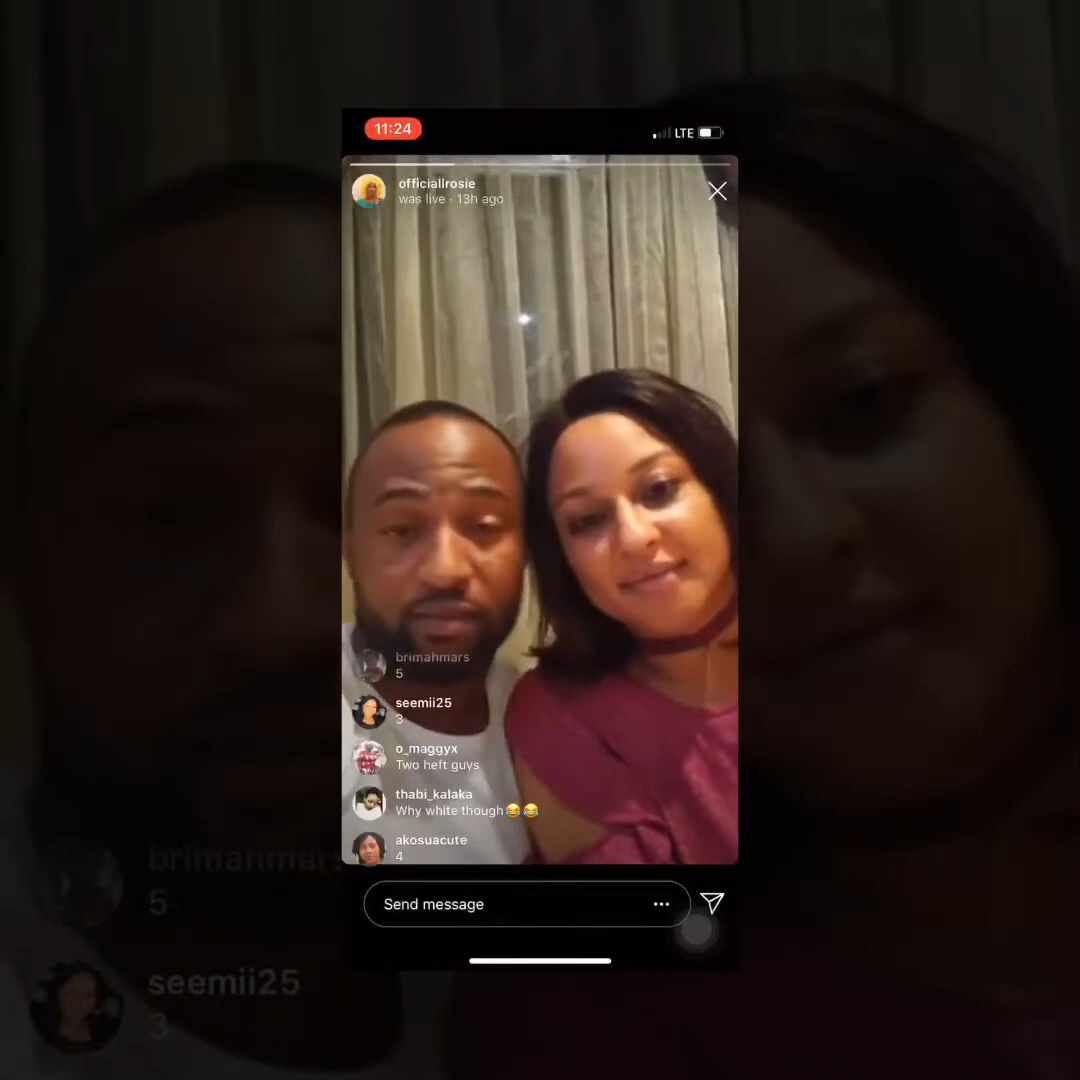 11:24
LTE
officiallrosie
was live · 13h ago
brimahmars
5
seemii25
3
o_maggyx
Two heft guys
thabi_kalaka
Why white though😂😂
akosuacute
4
Send message
brimahmars
5
seemii25
3